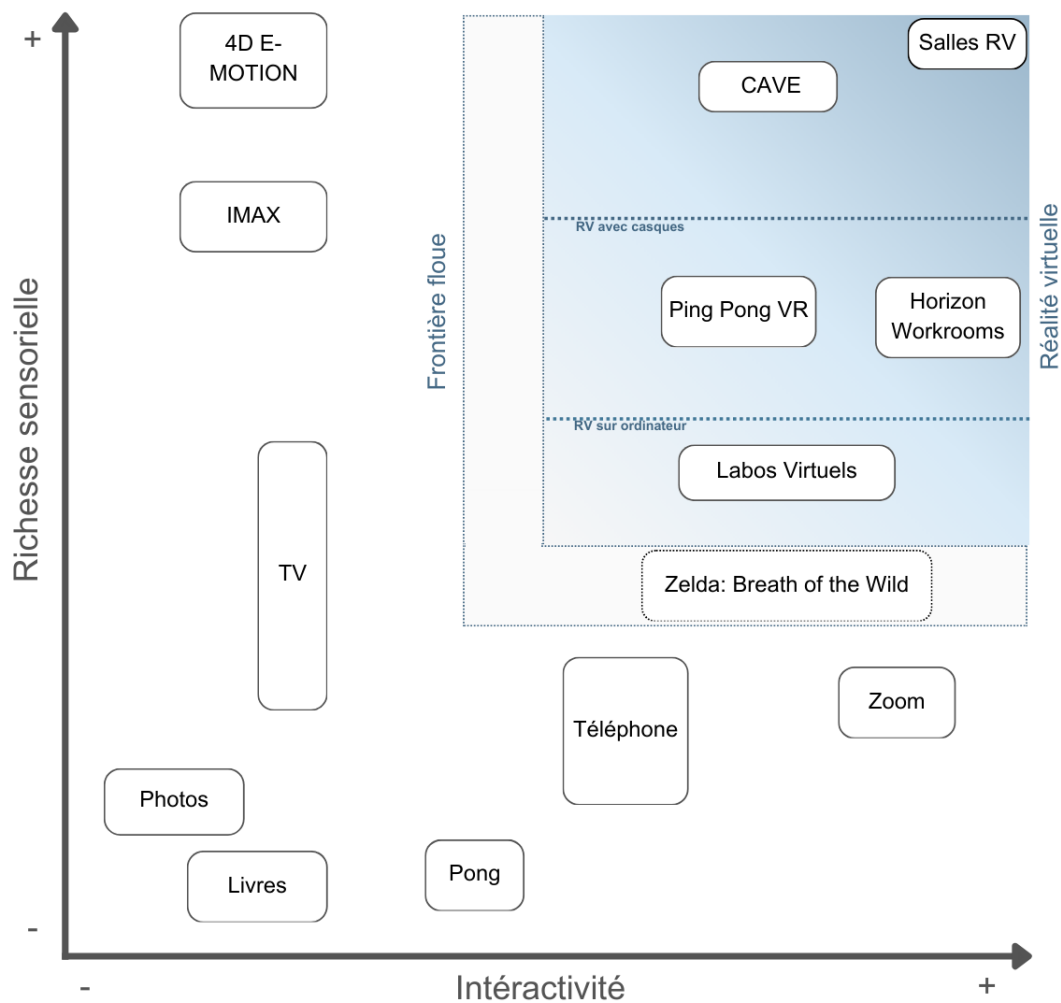 +
4D E-
MOTION
Salles RV
CAVE
IMAX
RV avec casques
Frontière floue
Réalité virtuelle
Richesse sensorielle
Ping Pong VR
Horizon
Workrooms
RV sur ordinateur
Labos Virtuels
TV
Zelda: Breath of the Wild
Téléphone
Zoom
Photos
Livres
Pong
-
-
Intéractivité
+